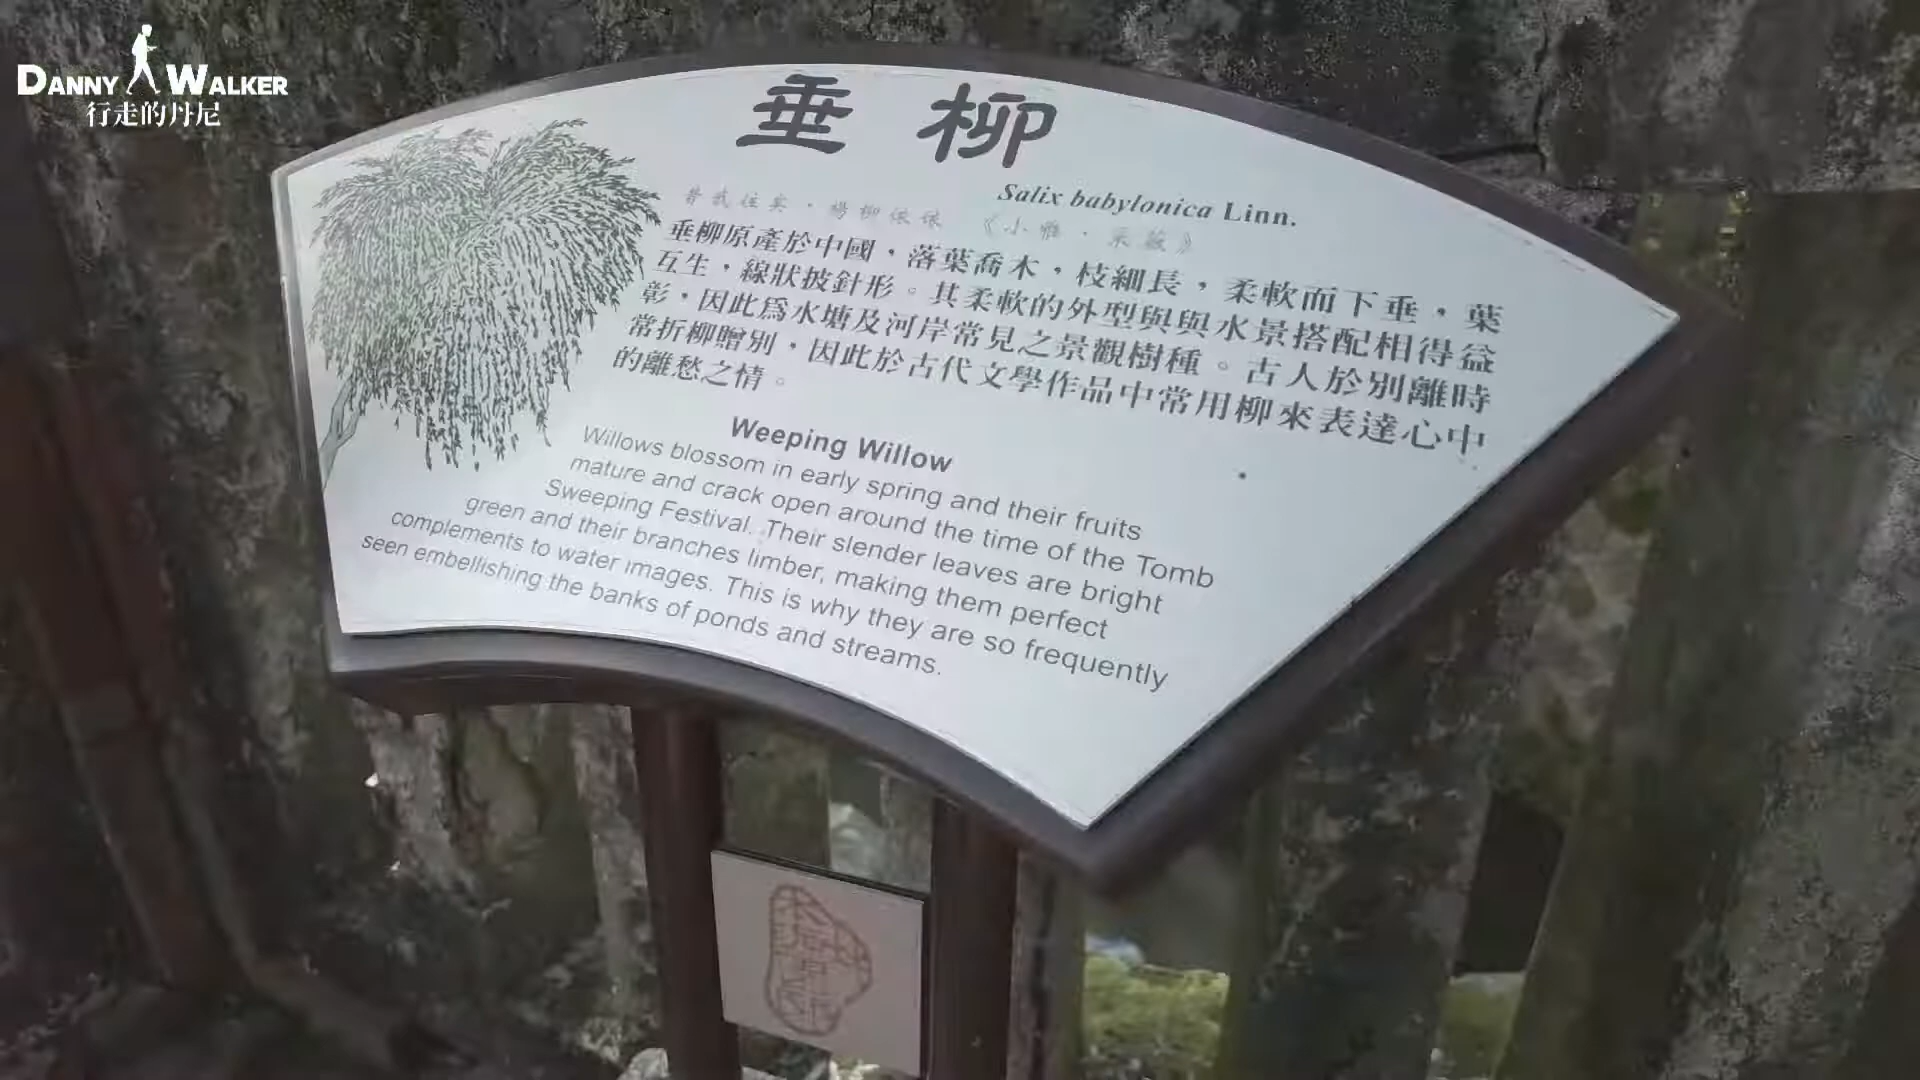 DANNY WALKER
行走的丹尼
垂柳
Salix babylonica Linn.
昔我往矣，楊柳依依 《小雅．采薇》
垂柳原產於中國，落葉喬木，枝細長，柔軟而下垂，葉
互生，線狀披針形。其柔軟的外型與與水景搭配相得益
彰，因此爲水塘及河岸常見之景觀樹種。古人於別離時
常折柳贈別，因此於古代文學作品中常用柳來表達心中
的離愁之情。
Weeping Willow
Willows blossom in early spring and their fruits
mature and crack open around the time of the Tomb
Sweeping Festival. Their slender leaves are bright
green and their branches limber, making them perfect
complements to water images. This is why they are so frequently
seen embellishing the banks of ponds and streams.